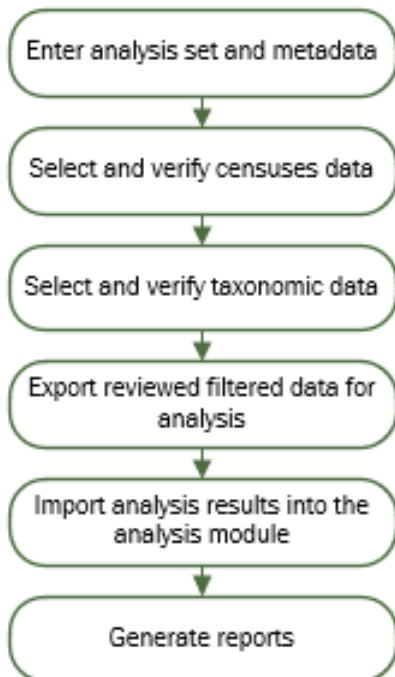 Enter analysis set and metadata
Select and verify censuses data
Select and verify taxonomic data
Export reviewed filtered data for
analysis
Import analysis results into the
analysis module
Generate reports